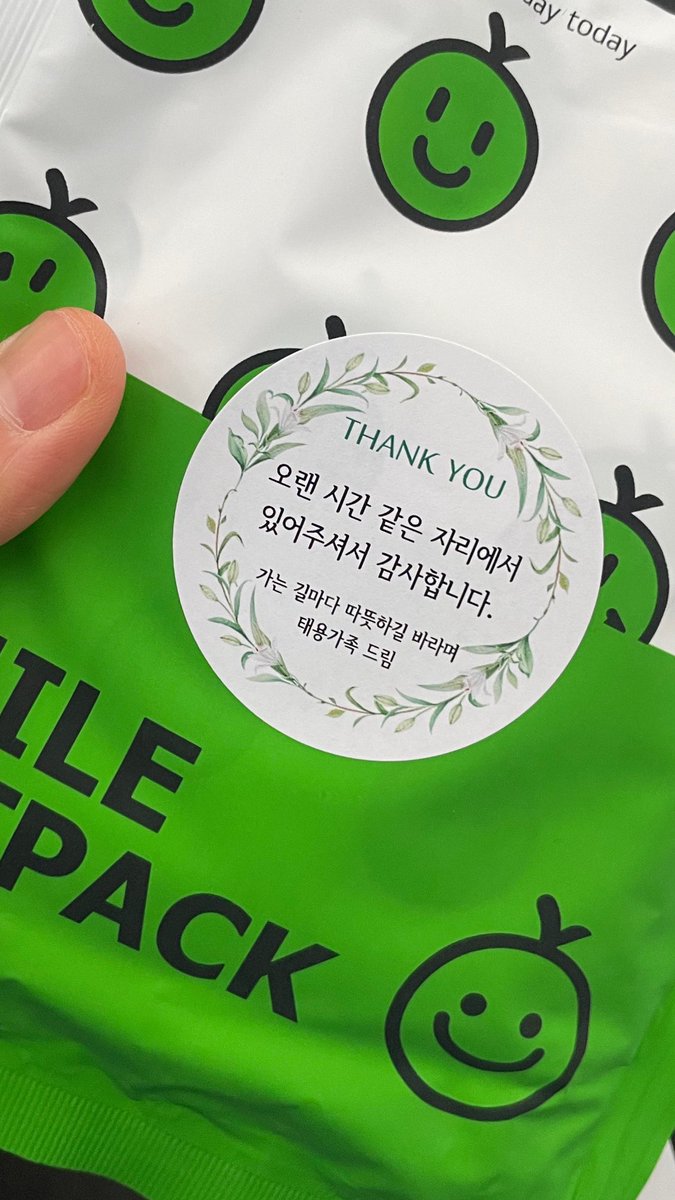 day today
THANK YOU
오랜 시간 같은 자리에서
있어주셔서 감사합니다.
가는 길마다 따뜻하길 바라며
태용가족 드림
ILE
PACK